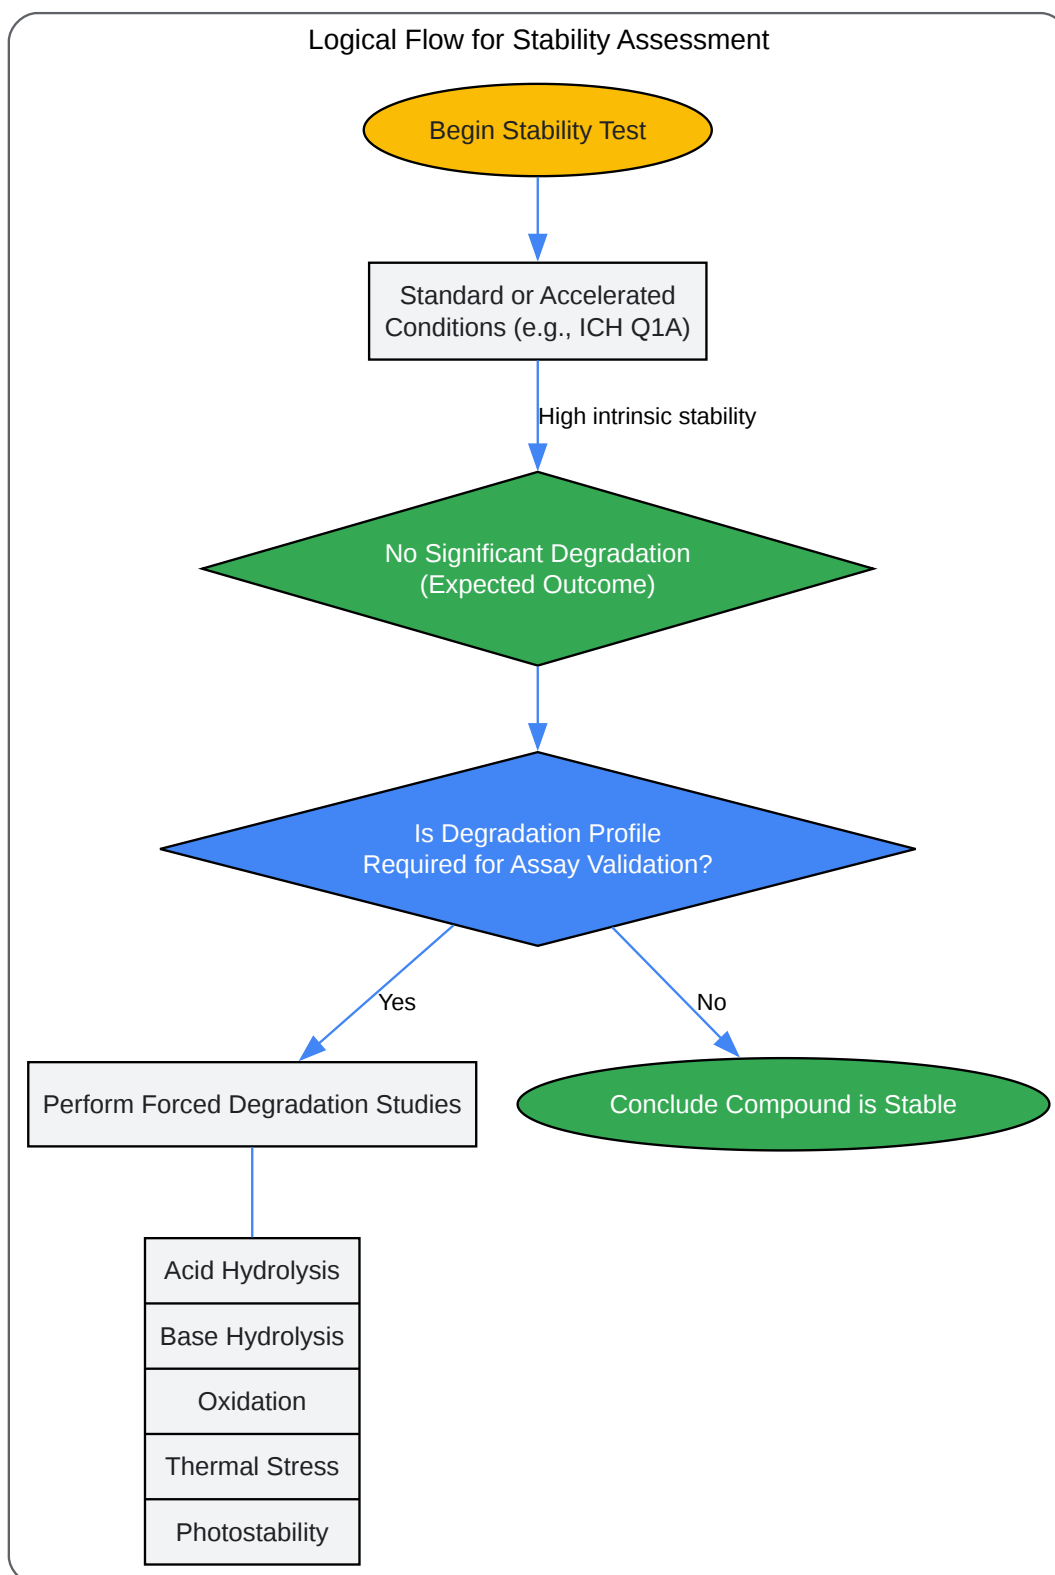 Logical Flow for Stability Assessment
Begin Stability Test
Standard or Accelerated
Conditions (e.g., ICH Q1A)
High intrinsic stability
No Significant Degradation
(Expected Outcome)
Is Degradation Profile
Required for Assay Validation?
Yes
No
Perform Forced Degradation Studies
Conclude Compound is Stable
Acid Hydrolysis
Base Hydrolysis
Oxidation
Thermal Stress
Photostability